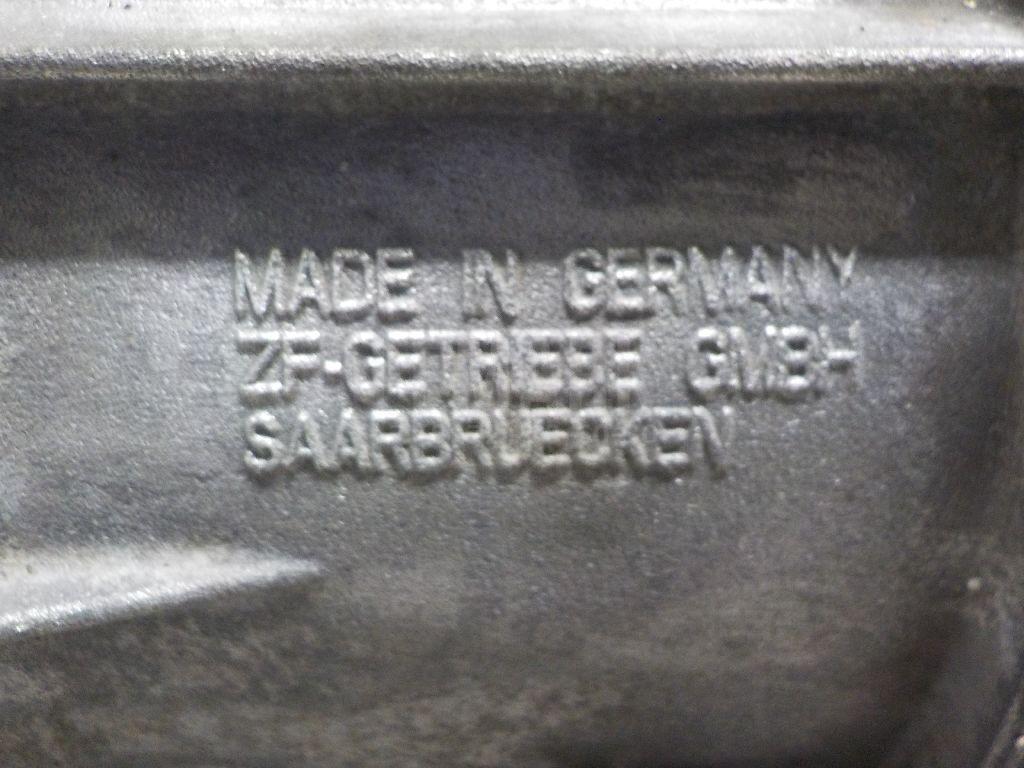 MADE IN GERMANY
ZF-GETRIEBE GMBH
SAARBRUECKEN